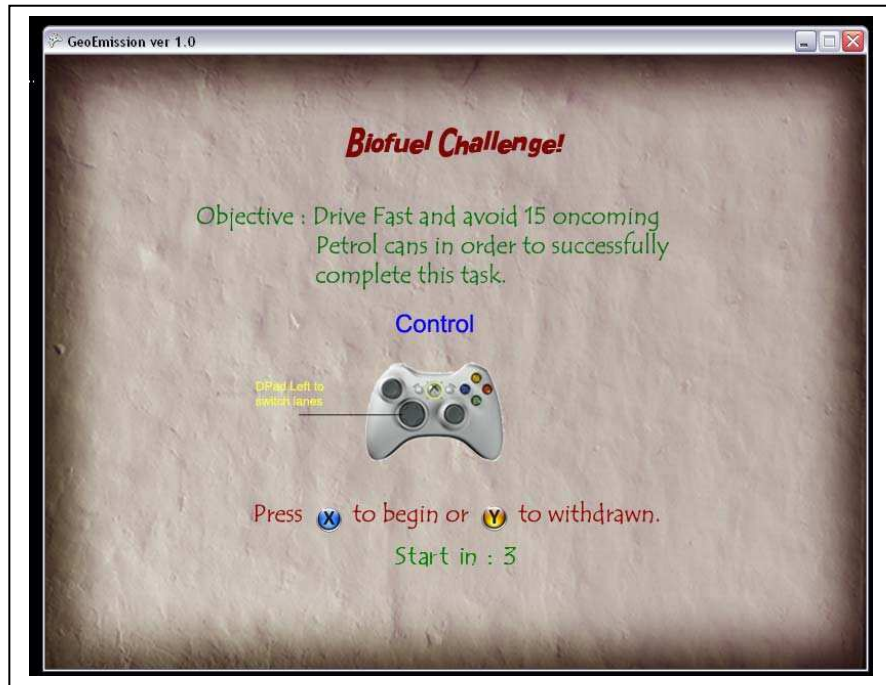 GeoEmission ver 1.0
Biofuel Challenge!
Objective : Drive Fast and avoid 15 oncoming
Petrol cans in order to successfully
complete this task.
Control
DPad Left to
switch lanes
Press X to begin or Y to withdrawn.
Start in : 3